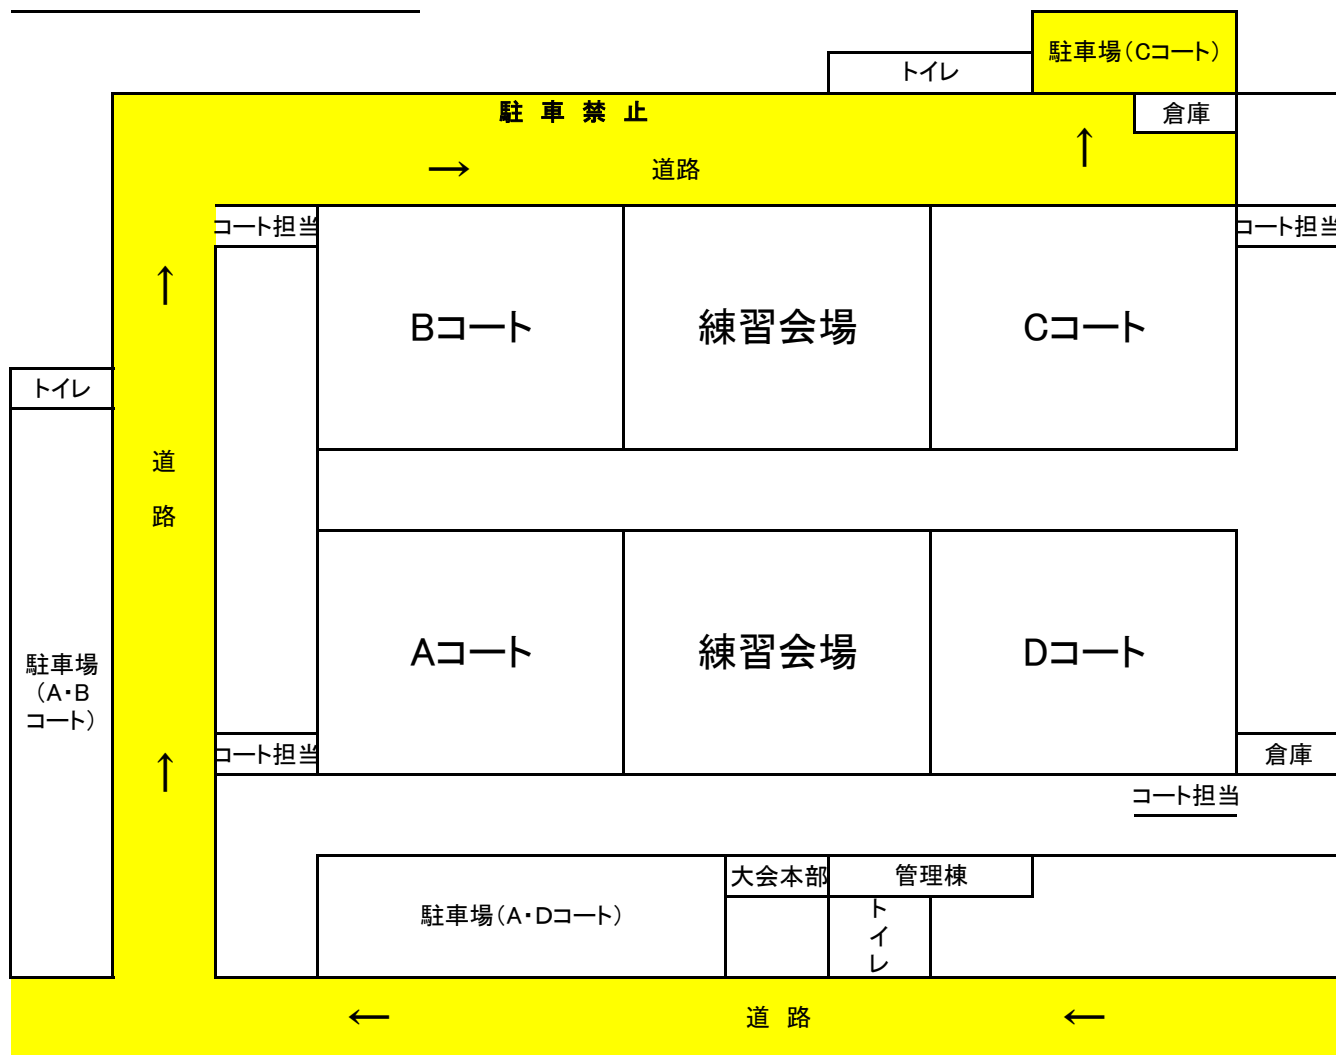 駐車場(Cコート)
トイレ
駐 車 禁 止
倉庫
→
道路
↑
コート担当
コート担当
↑
Bコート
練習会場
Cコート
トイレ
道
路
Aコート
練習会場
Dコート
駐車場
(A・B
コート)
コート担当
↑
倉庫
コート担当
大会本部
管理棟
駐車場(A・Dコート)
ト
イ
レ
←
道 路
←